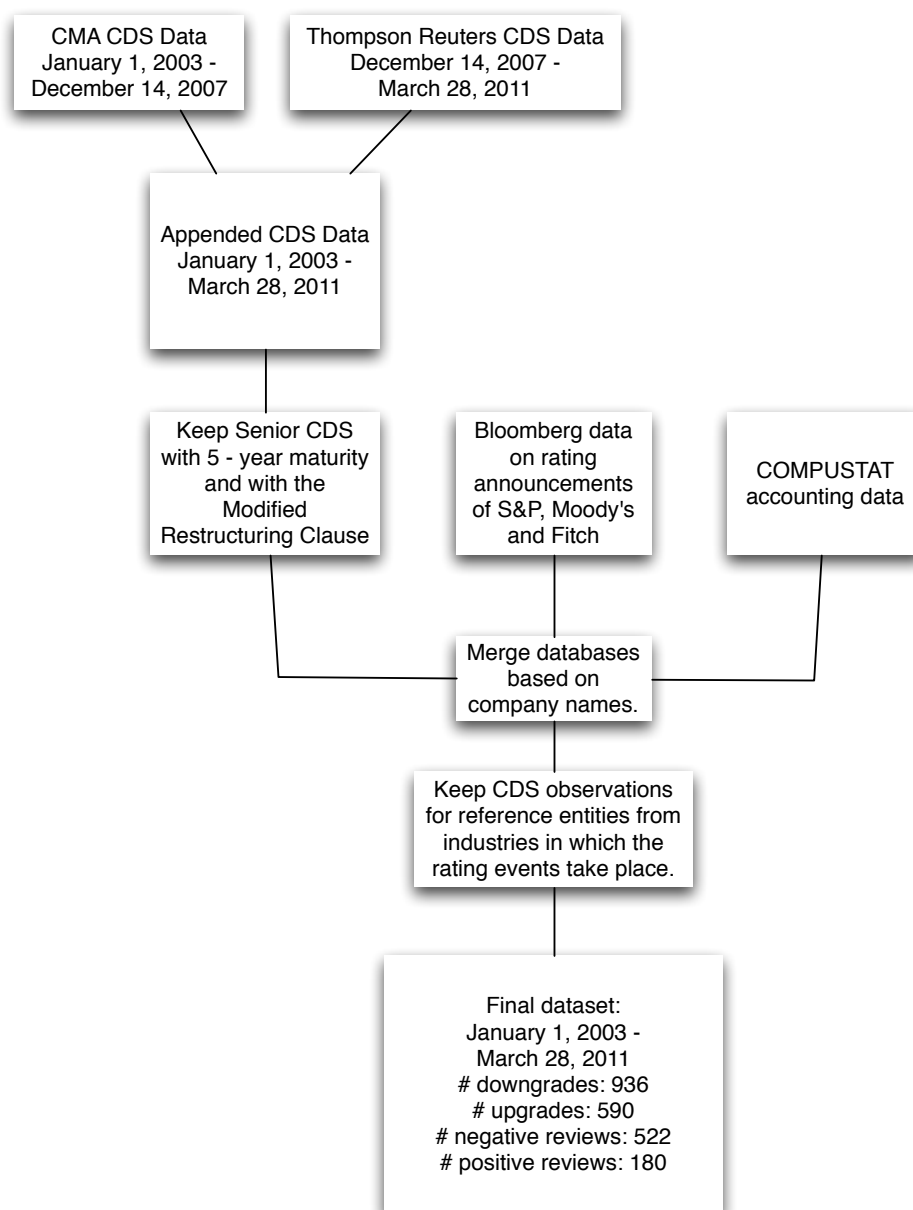 CMA CDS Data
January 1, 2003 -
December 14, 2007
Thompson Reuters CDS Data
December 14, 2007 -
March 28, 2011
Appended CDS Data
January 1, 2003 -
March 28, 2011
Keep Senior CDS
with 5 - year maturity
and with the
Modified
Restructuring Clause
Bloomberg data
on rating
announcements
of S&P, Moody's
and Fitch
COMPUSTAT
accounting data
Merge databases
based on
company names.
Keep CDS observations
for reference entities from
industries in which the
rating events take place.
Final dataset:
January 1, 2003 -
March 28, 2011
# downgrades: 936
# upgrades: 590
# negative reviews: 522
# positive reviews: 180